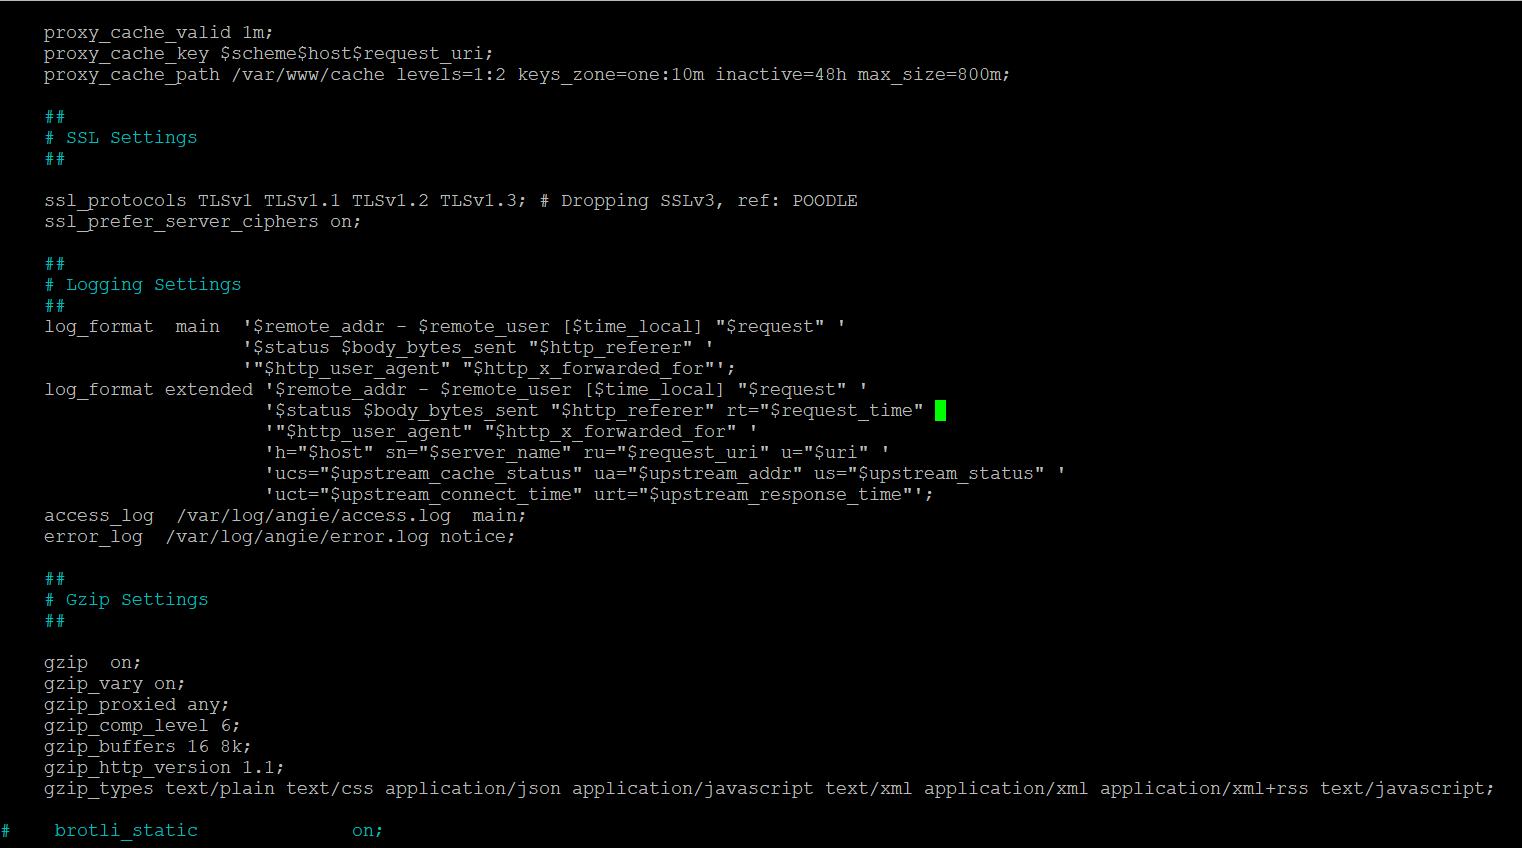 proxy_cache_valid 1m;
proxy_cache_key $scheme$host$request_uri;
proxy_cache_path /var/www/cache levels=1:2 keys_zone=one:10m inactive=48h max_size=800m;
##
# SSL Settings
##
ssl_protocols TLSv1 TLSv1.1 TLSv1.2 TLSv1.3; # Dropping SSLv3, ref: POODLE
ssl_prefer_server_ciphers on;
##
# Logging Settings
##
log_format  main  '$remote_addr - $remote_user [$time_local] "$request" '
'$status $body_bytes_sent "$http_referer" '
'"$http_user_agent" "$http_x_forwarded_for"';
log_format extended '$remote_addr - $remote_user [$time_local] "$request" '
'$status $body_bytes_sent "$http_referer" rt="$request_time"
'"$http_user_agent" "$http_x_forwarded_for" '
'h="$host" sn="$server_name" ru="$request_uri" u="$uri" '
'ucs="$upstream_cache_status" ua="$upstream_addr" us="$upstream_status" '
'uct="$upstream_connect_time" urt="$upstream_response_time"';
access_log  /var/log/angie/access.log  main;
error_log  /var/log/angie/error.log notice;
##
# Gzip Settings
##
gzip  on;
gzip_vary on;
gzip_proxied any;
gzip_comp_level 6;
gzip_buffers 16 8k;
gzip_http_version 1.1;
gzip_types text/plain text/css application/json application/javascript text/xml application/xml application/xml+rss text/javascript;
#    brotli_static              on;